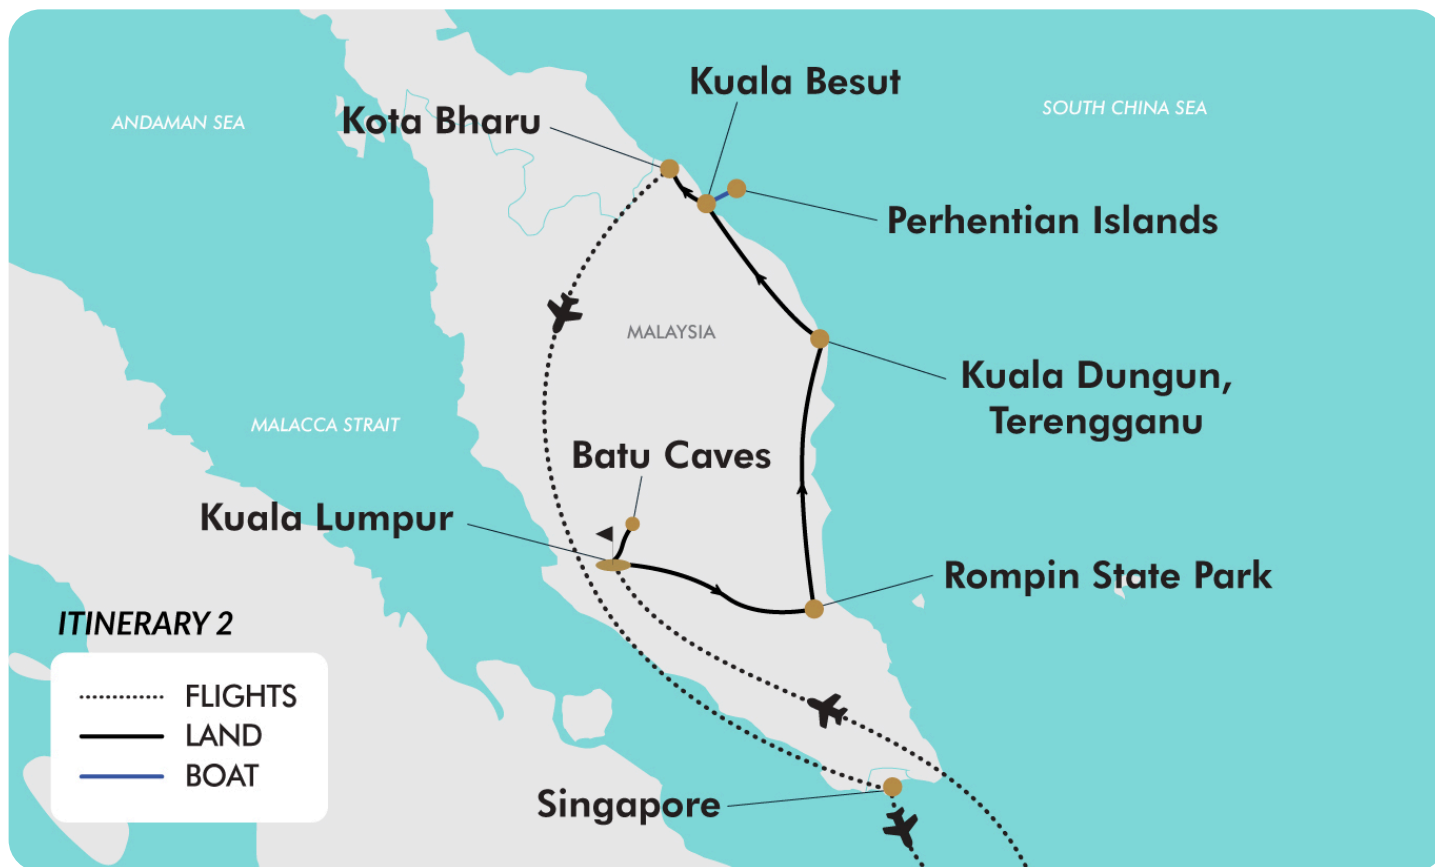 Kuala Besut
SOUTH CHINA SEA
ANDAMAN SEA
Kota Bharu
Perhentian Islands
MALAYSIA
Kuala Dungun,
Terengganu
MALACCA STRAIT
Batu Caves
Kuala Lumpur
Rompin State Park
ITINERARY 2
FLIGHTS
LAND
BOAT
Singapore